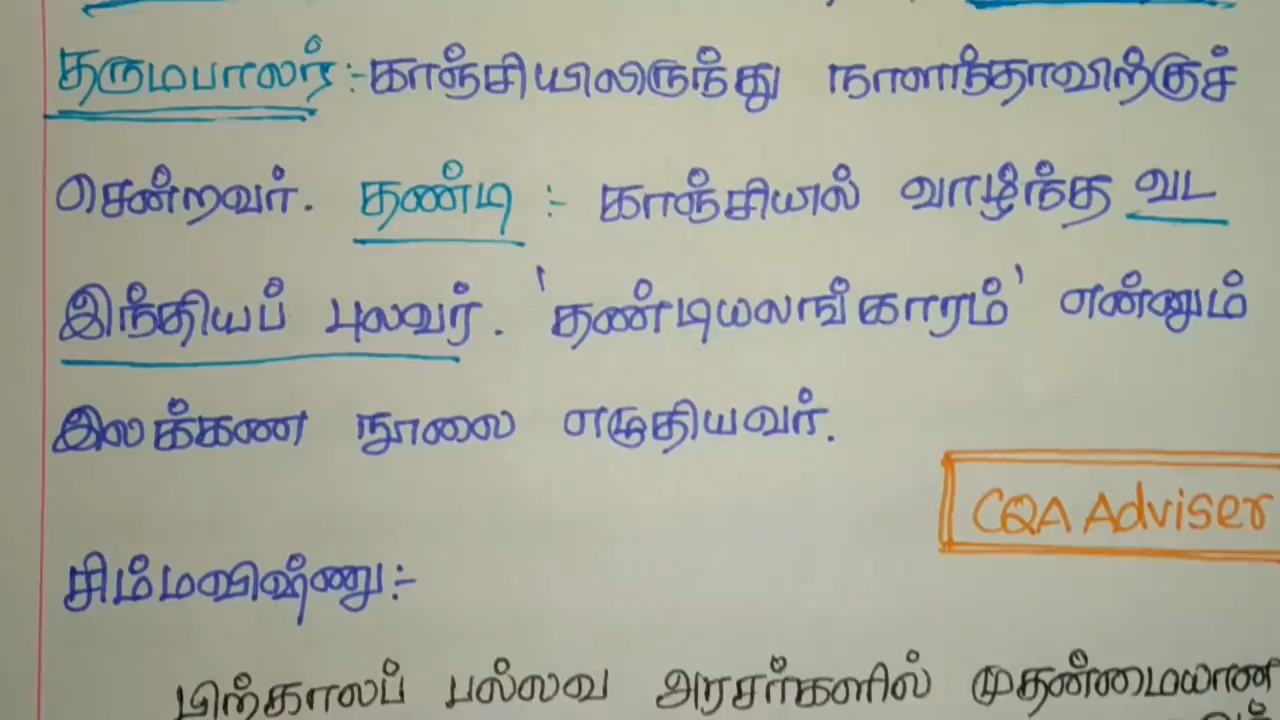 தருமபாலர் :- காஞ்சியிலிருந்து நாளந்தாவிற்குச்
சென்றவர். தண்டி :- காஞ்சியில் வாழ்ந்த வட
இந்தியப் புலவர். 'தண்டியலங்காரம்' என்னும்
இலக்கண நூலை எழுதியவர்.
CQA Adviser
சிம்மவிஷ்ணு :-
பிற்காலப் பல்லவ அரசர்களில் முதன்மையான